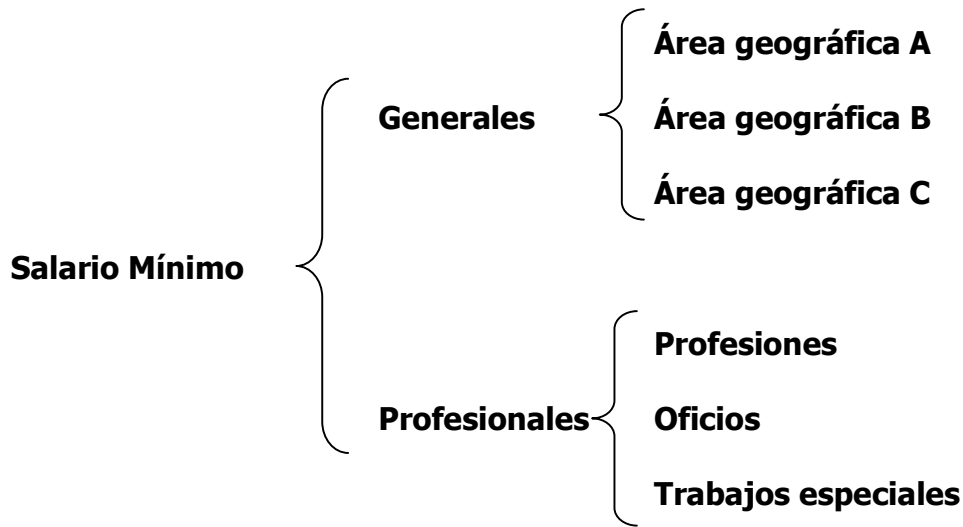 Salario Mínimo
Generales
Área geográfica A
Área geográfica B
Área geográfica C
Profesionales
Profesiones
Oficios
Trabajos especiales